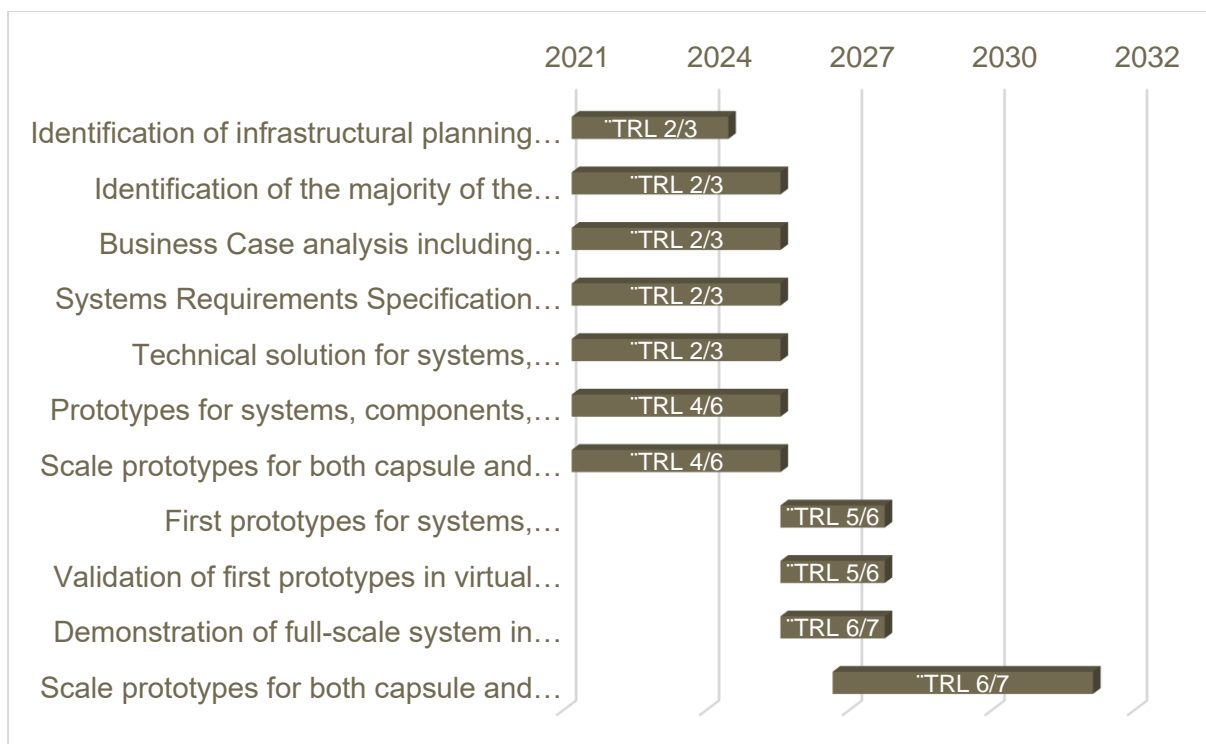 2021 2024 2027 2030 2032
Identification of infrastructural planning… ¨TRL 2/3
Identification of the majority of the… ¨TRL 2/3
Business Case analysis including… ¨TRL 2/3
Systems Requirements Specification… ¨TRL 2/3
Technical solution for systems,… ¨TRL 2/3
Prototypes for systems, components,… ¨TRL 4/6
Scale prototypes for both capsule and… ¨TRL 4/6
First prototypes for systems,… ¨TRL 5/6
Validation of first prototypes in virtual… ¨TRL 5/6
Demonstration of full-scale system in… ¨TRL 6/7
Scale prototypes for both capsule and… ¨TRL 6/7